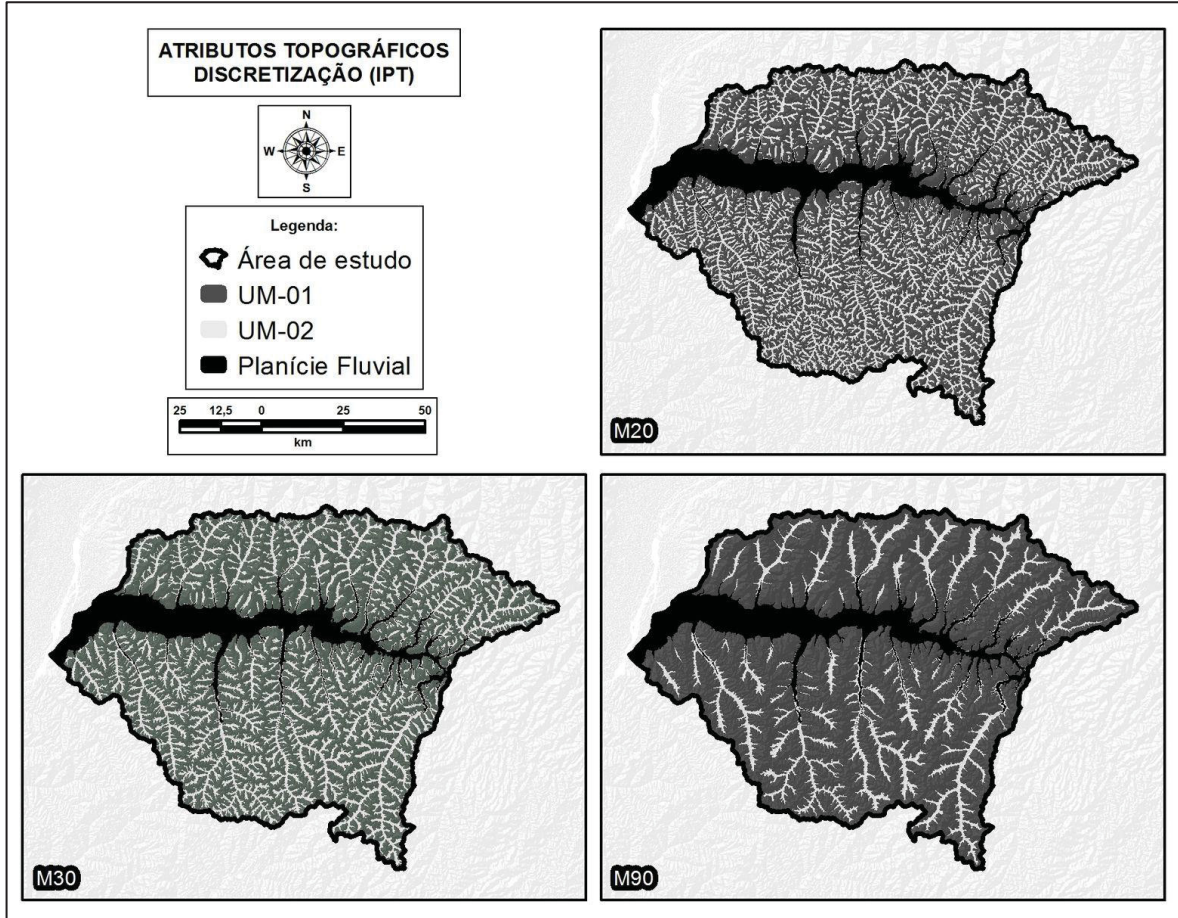 ATRIBUTOS TOPOGRÁFICOS
DISCRETIZAÇÃO (IPT)
N
W E
S
Legenda:
Área de estudo
UM-01
UM-02
Planície Fluvial
25 12,5 0 25 50
km
M20
M30
M90